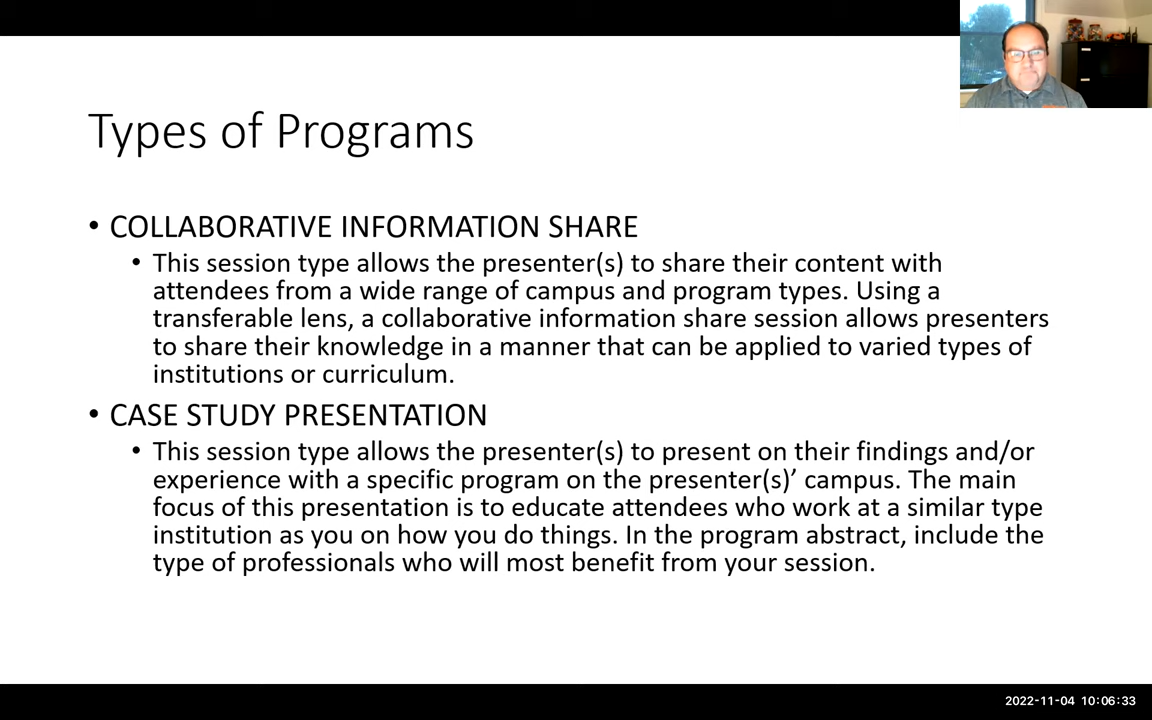 Types of Programs
• COLLABORATIVE INFORMATION SHARE
• This session type allows the presenter(s) to share their content with
attendees from a wide range of campus and program types. Using a
transferable lens, a collaborative information share session allows presenters
to share their knowledge in a manner that can be applied to varied types of
institutions or curriculum.
• CASE STUDY PRESENTATION
• This session type allows the presenter(s) to present on their findings and/or
experience with a specific program on the presenter(s)’ campus. The main
focus of this presentation is to educate attendees who work at a similar type
institution as you on how you do things. In the program abstract, include the
type of professionals who will most benefit from your session.
2022-11-04 10:06:33